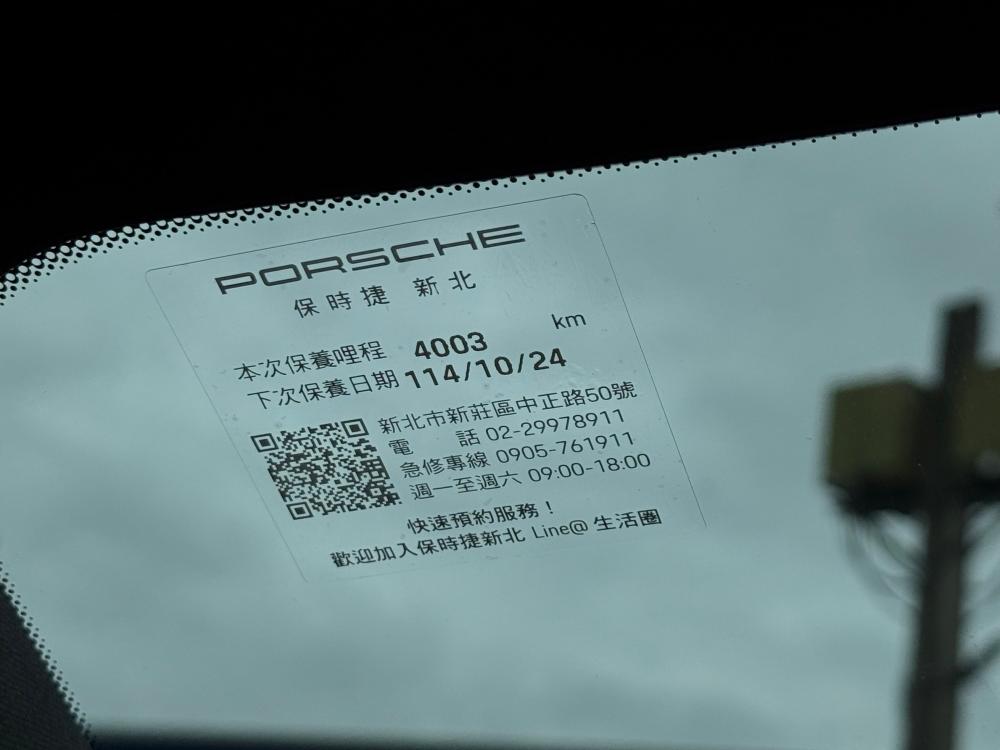 PORSCHE
保時捷 新北
本次保養哩程 4003 km
下次保養日期 114/10/24
新北市新莊區中正路50號
電 話 02-29978911
急修專線 0905-761911
週一至週六 09:00-18:00
快速預約服務！
歡迎加入保時捷新北 Line@ 生活圈